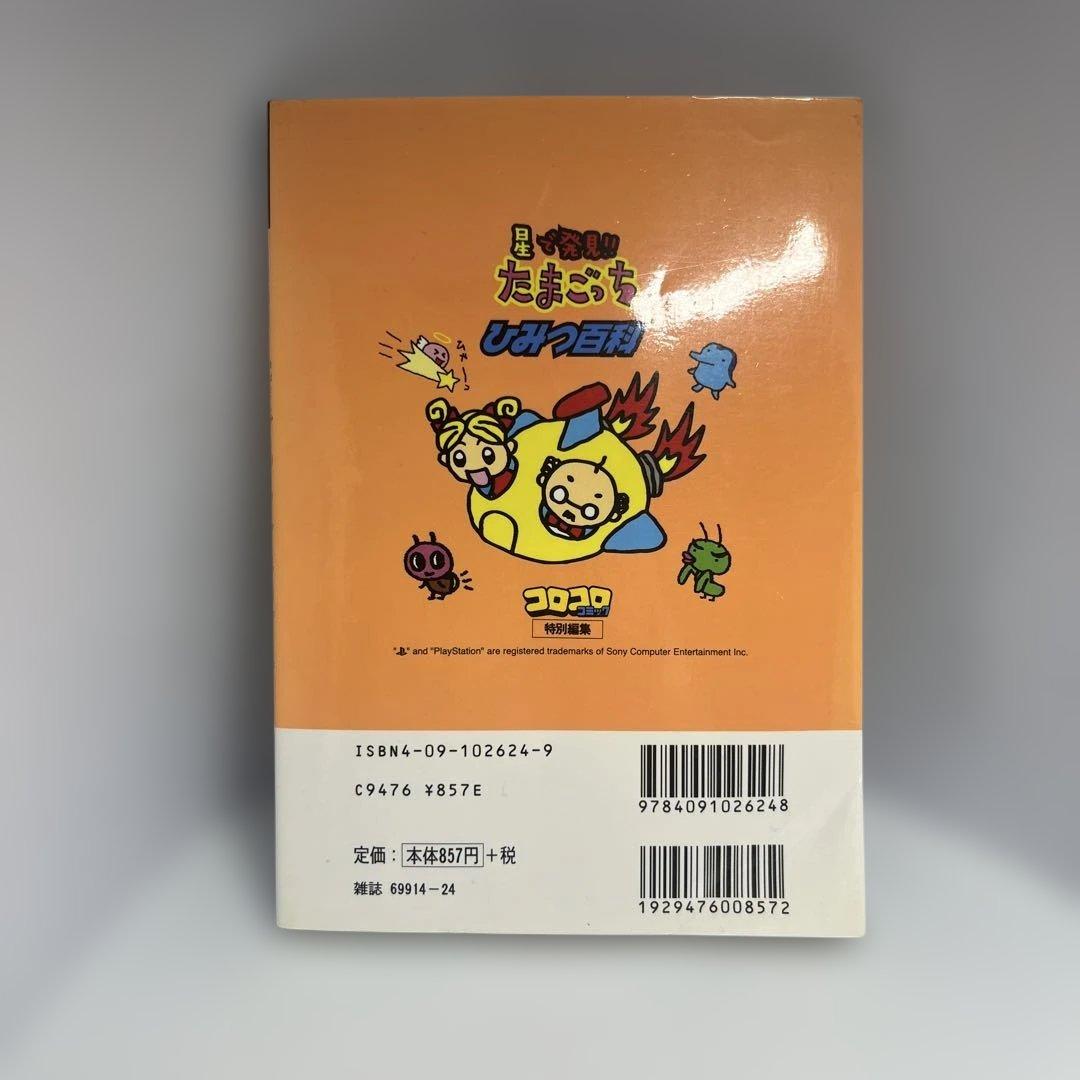 星で発見!!
たまごっち
ひみつ百科
ひゅーっ
コロコロ
コミック
特別編集
"PS" and "PlayStation" are registered trademarks of Sony Computer Entertainment Inc.
ISBN4-09-102624-9
C9476 ¥857E
9784091026248
定価：本体857円＋税
雑誌 69914-24
1929476008572